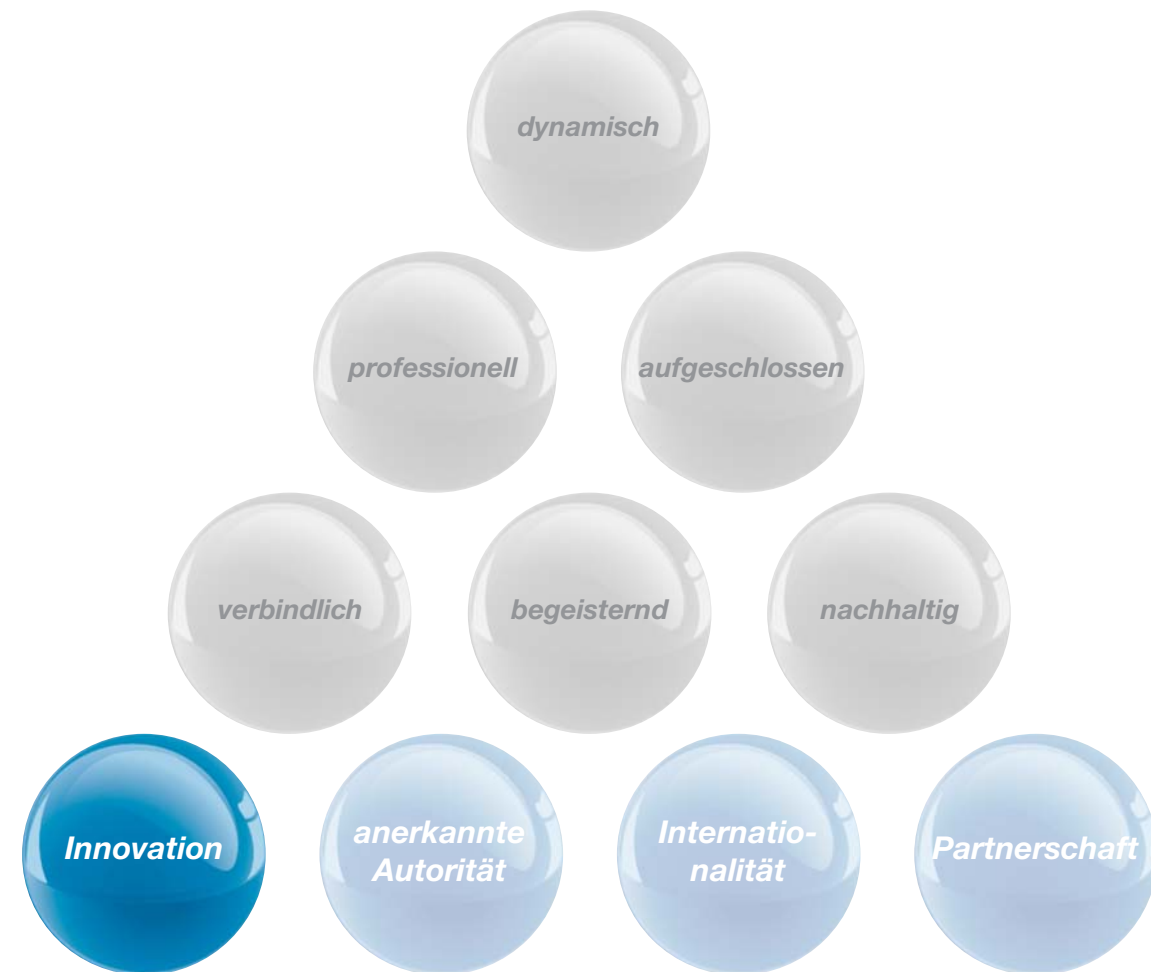 dynamisch
professionell aufgeschlossen
verbindlich begeisternd nachhaltig
Innovation
anerkannte
Autorität
Internatio-
nalität
Partnerschaft